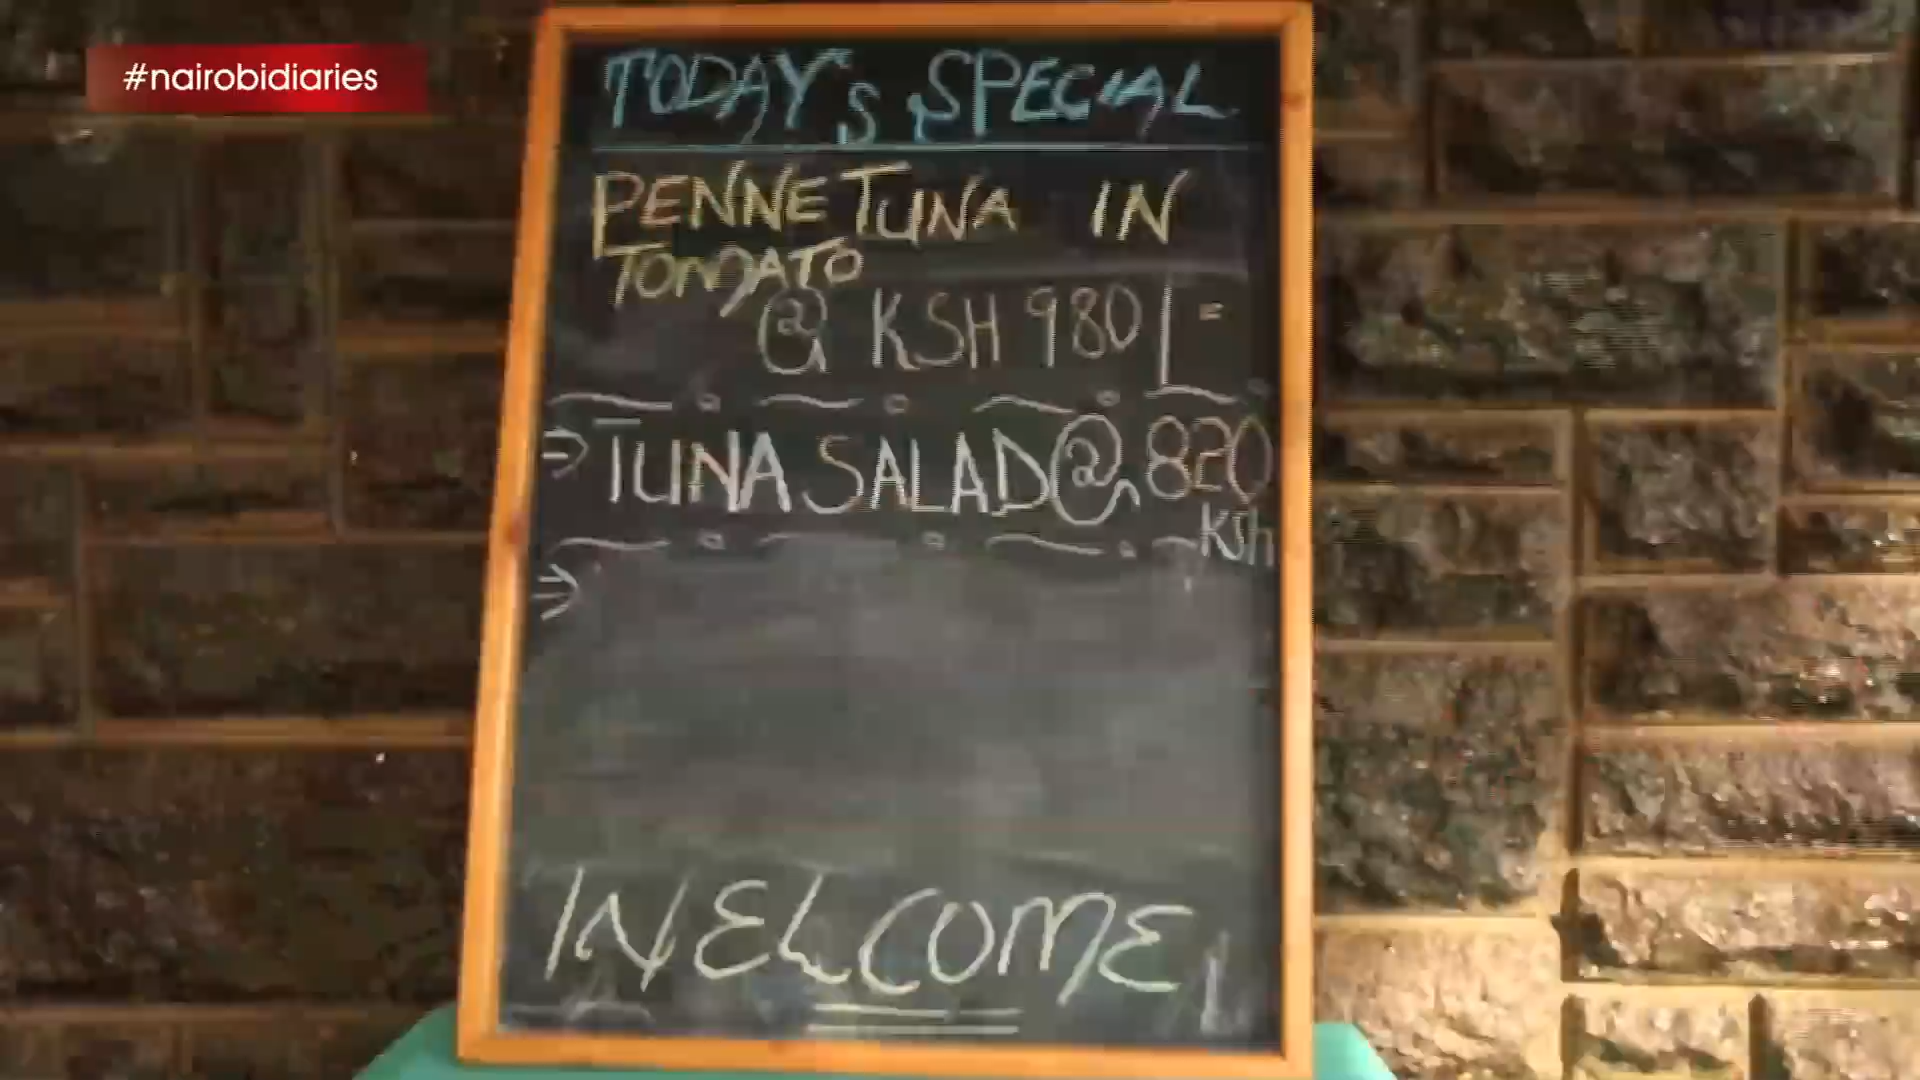 #nairobidiaries
TODAY's SPECIAL
PENNE TUNA IN
TOMATO
@ KSH 980/=
⇒ TUNA SALAD @ 820
KSh
⇒
WELCOME!